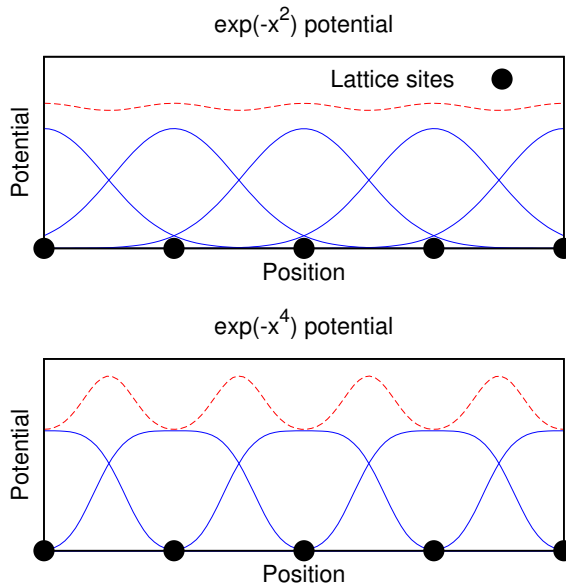 exp(-x²) potential
Lattice sites
Potential
Position
exp(-x⁴) potential
Potential
Position